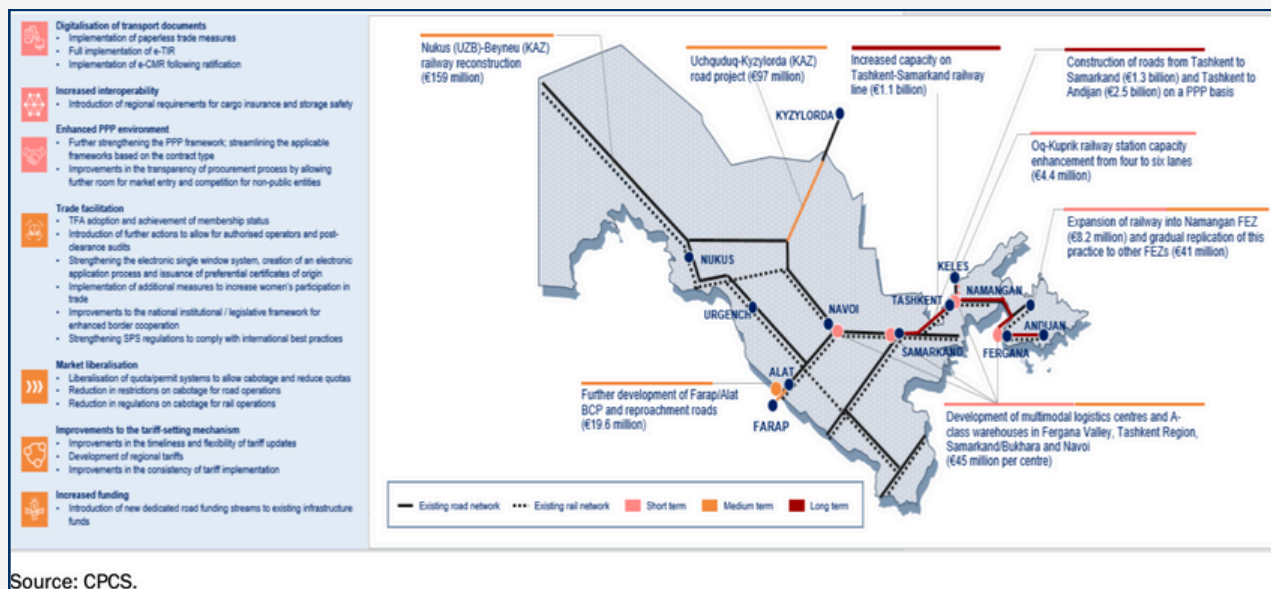 Digitalisation of transport documents
• Implementation of paperless trade measures
• Full implementation of e-TIR
• Implementation of e-CMR following ratification
Increased interoperability
• Introduction of regional requirements for cargo insurance and storage safety
Enhanced PPP environment
• Further strengthening the PPP framework; streamlining the applicable
frameworks based on the contract type
• Improvements in the transparency of procurement process by allowing
further room for market entry and competition for non-public entities
Trade facilitation
• TFA adoption and achievement of membership status
• Introduction of further actions to allow for authorised operators and post-
clearance audits
• Strengthening the electronic single window system, creation of an electronic
application process and issuance of preferential certificates of origin
• Implementation of additional measures to increase women's participation in
trade
• Improvements to the national institutional / legislative framework for
enhanced border cooperation
• Strengthening SPS regulations to comply with international best practices
Market liberalisation
• Liberalisation of quota/permit systems to allow cabotage and reduce quotas
• Reduction in restrictions on cabotage for road operations
• Reduction in regulations on cabotage for rail operations
Improvements to the tariff-setting mechanism
• Improvements in the timeliness and flexibility of tariff updates
• Development of regional tariffs
• Improvements in the consistency of tariff implementation
Increased funding
• Introduction of new dedicated road funding streams to existing infrastructure
funds
Nukus (UZB)-Beyneu (KAZ)
railway reconstruction
(€159 million)
Uchquduq-Kyzylorda (KAZ)
road project (€97 million)
Increased capacity on
Tashkent-Samarkand railway
line (€1.1 billion)
Construction of roads from Tashkent to
Samarkand (€1.3 billion) and Tashkent to
Andijan (€2.5 billion) on a PPP basis
Oq-Kuprik railway station capacity
enhancement from four to six lanes
(€4.4 million)
Expansion of railway into Namangan FEZ
(€8.2 million) and gradual replication of this
practice to other FEZs (€41 million)
KYZYLORDA
NUKUS
URGENCH
NAVOI
KELES
TASHKENT
NAMANGAN
ANDIJAN
SAMARKAND
FERGANA
ALAT
FARAP
Further development of Farap/Alat
BCP and reproachment roads
(€19.6 million)
Development of multimodal logistics centres and A-
class warehouses in Fergana Valley, Tashkent Region,
Samarkand/Bukhara and Navoi
(€45 million per centre)
Existing road network
Existing rail network
Short term
Medium term
Long term
Source: CPCS.